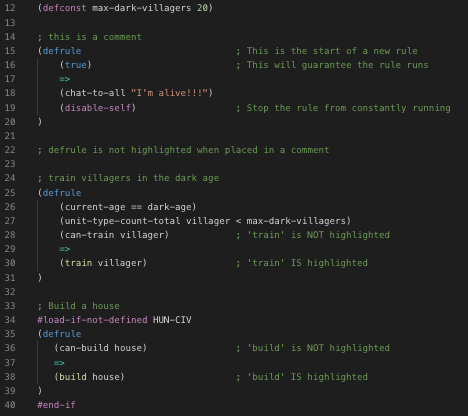 12 (defconst max-dark-villagers 20)
13
14 ; this is a comment
15 (defrule ; This is the start of a new rule
16 (true) ; This will guarantee the rule runs
17 =>
18 (chat-to-all "I'm alive!!!")
19 (disable-self) ; Stop the rule from constantly running
20 )
21
22 ; defrule is not highlighted when placed in a comment
23
24 ; train villagers in the dark age
25 (defrule
26 (current-age == dark-age)
27 (unit-type-count-total villager < max-dark-villagers)
28 (can-train villager) ; 'train' is NOT highlighted
29 =>
30 (train villager) ; 'train' IS highlighted
31 )
32
33 ; Build a house
34 #load-if-not-defined HUN-CIV
35 (defrule
36 (can-build house) ; 'build' is NOT highlighted
37 =>
38 (build house) ; 'build' IS highlighted
39 )
40 #end-if